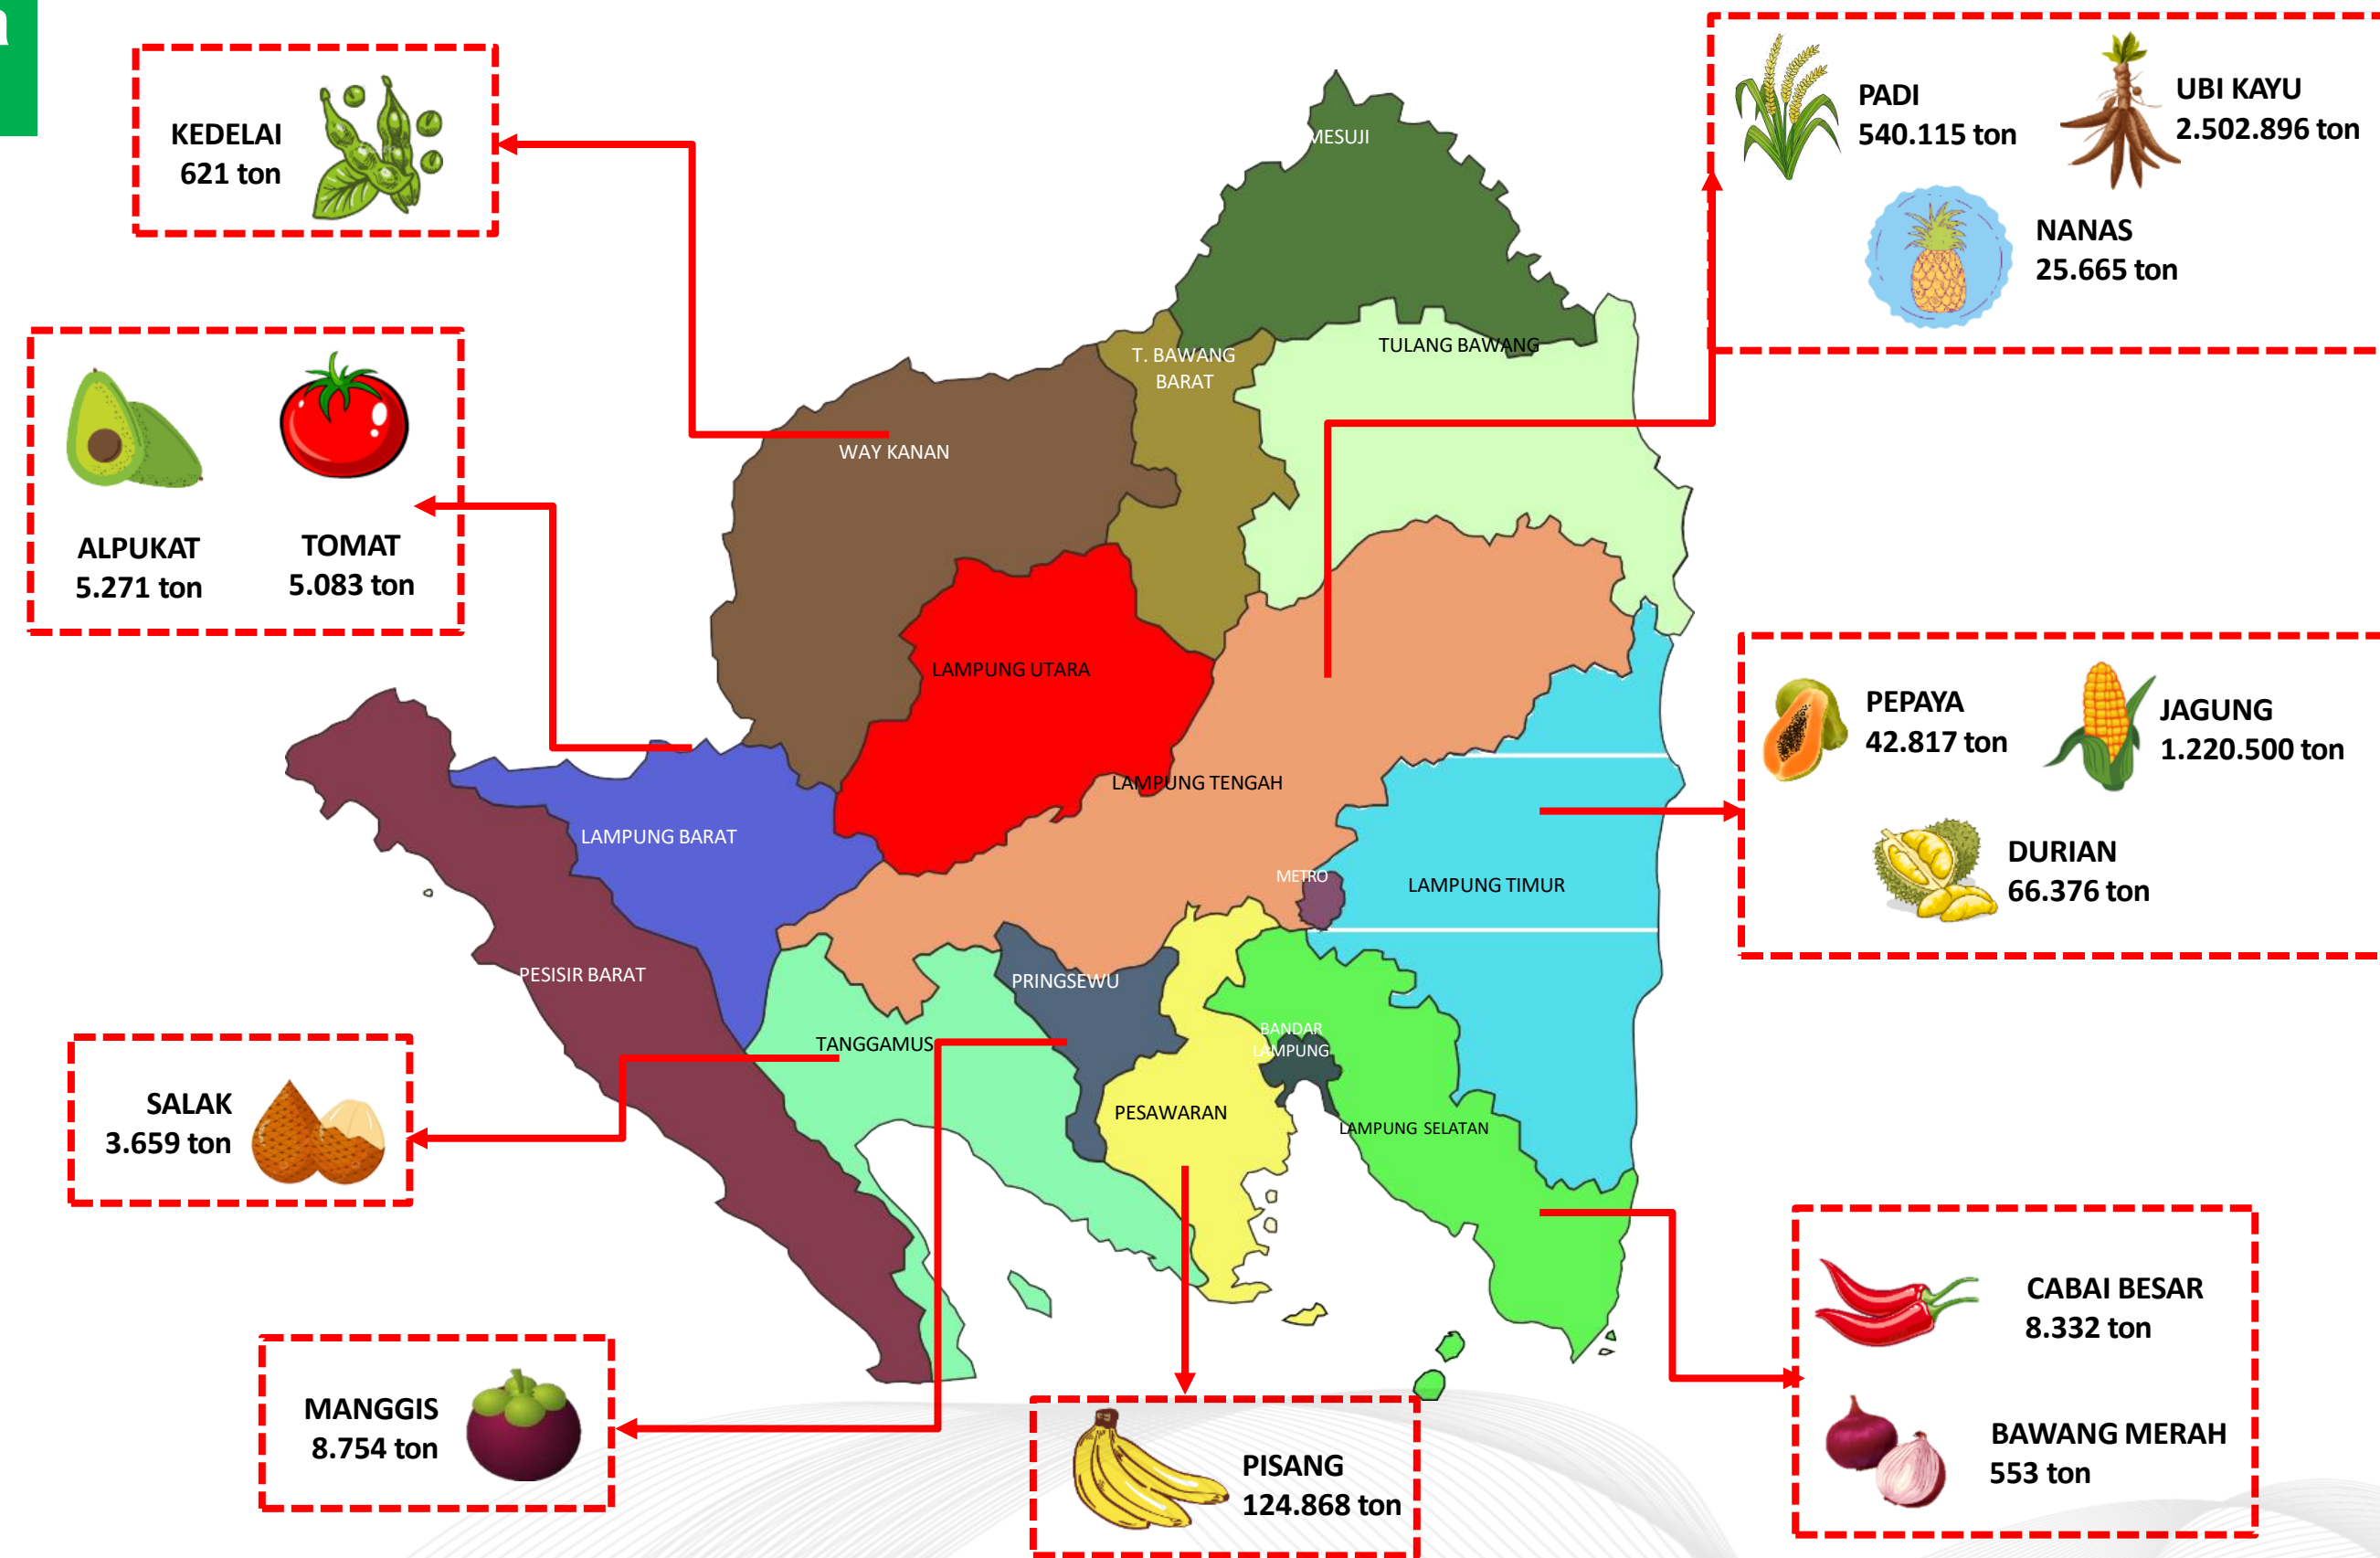 a
KEDELAI
621 ton
PADI
540.115 ton
UBI KAYU
2.502.896 ton
NANAS
25.665 ton
ALPUKAT
5.271 ton
TOMAT
5.083 ton
MESUJI
T. BAWANG
BARAT
TULANG BAWANG
WAY KANAN
LAMPUNG UTARA
LAMPUNG TENGAH
LAMPUNG BARAT
METRO
LAMPUNG TIMUR
PESISIR BARAT
PRINGSEWU
TANGGAMUS
BANDAR
LAMPUNG
PESAWARAN
LAMPUNG SELATAN
PEPAYA
42.817 ton
JAGUNG
1.220.500 ton
DURIAN
66.376 ton
SALAK
3.659 ton
MANGGIS
8.754 ton
PISANG
124.868 ton
CABAI BESAR
8.332 ton
BAWANG MERAH
553 ton